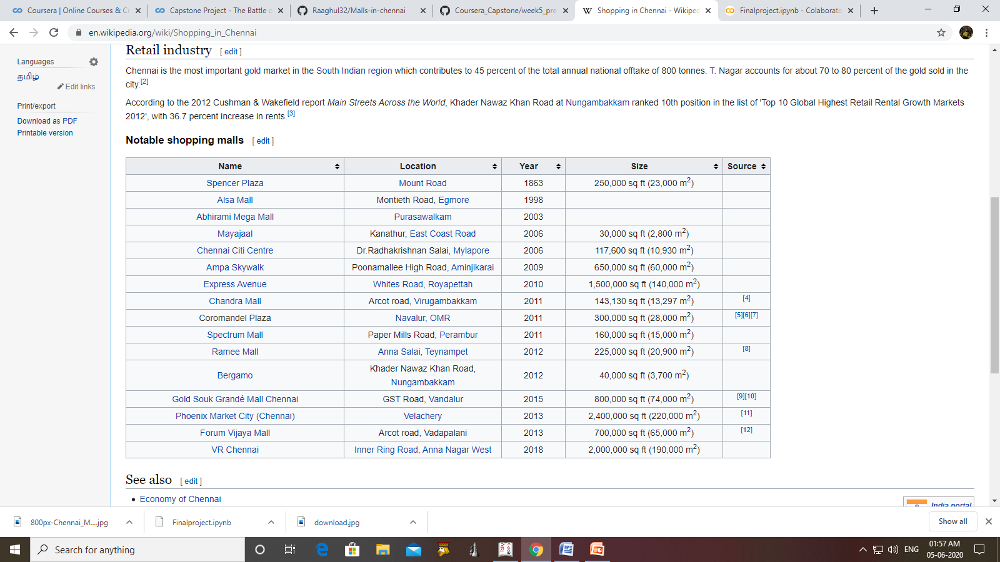 Coursera | Online Courses & Cr
Capstone Project - The Battle o
Raaghul32/Malls-in-chennai
Coursera_Capstone/week5_pre
Shopping in Chennai - Wikiped
Finalproject.ipynb - Colaborato
en.wikipedia.org/wiki/Shopping_in_Chennai
Languages
தமிழ்
Edit links
Print/export
Download as PDF
Printable version
Retail industry [ edit ]
Chennai is the most important gold market in the South Indian region which contributes to 45 percent of the total annual national offtake of 800 tonnes. T. Nagar accounts for about 70 to 80 percent of the gold sold in the
city.[2]
According to the 2012 Cushman & Wakefield report Main Streets Across the World, Khader Nawaz Khan Road at Nungambakkam ranked 10th position in the list of 'Top 10 Global Highest Retail Rental Growth Markets
2012', with 36.7 percent increase in rents.[3]
Notable shopping malls [ edit ]
Name Location Year Size Source
Spencer Plaza Mount Road 1863 250,000 sq ft (23,000 m2)
Alsa Mall Montieth Road, Egmore 1998
Abhirami Mega Mall Purasawalkam 2003
Mayajaal Kanathur, East Coast Road 2006 30,000 sq ft (2,800 m2)
Chennai Citi Centre Dr.Radhakrishnan Salai, Mylapore 2006 117,600 sq ft (10,930 m2)
Ampa Skywalk Poonamallee High Road, Aminjikarai 2009 650,000 sq ft (60,000 m2)
Express Avenue Whites Road, Royapettah 2010 1,500,000 sq ft (140,000 m2)
Chandra Mall Arcot road, Virugambakkam 2011 143,130 sq ft (13,297 m2) [4]
Coromandel Plaza Navalur, OMR 2011 300,000 sq ft (28,000 m2) [5][6][7]
Spectrum Mall Paper Mills Road, Perambur 2011 160,000 sq ft (15,000 m2)
Ramee Mall Anna Salai, Teynampet 2012 225,000 sq ft (20,900 m2) [8]
Bergamo Khader Nawaz Khan Road,
Nungambakkam 2012 40,000 sq ft (3,700 m2)
Gold Souk Grandé Mall Chennai GST Road, Vandalur 2015 800,000 sq ft (74,000 m2) [9][10]
Phoenix Market City (Chennai) Velachery 2013 2,400,000 sq ft (220,000 m2) [11]
Forum Vijaya Mall Arcot road, Vadapalani 2013 700,000 sq ft (65,000 m2) [12]
VR Chennai Inner Ring Road, Anna Nagar West 2018 2,000,000 sq ft (190,000 m2)
See also [ edit ]
Economy of Chennai
India portal
800px-Chennai_M....jpg
Finalproject.ipynb
download.jpg
Show all
Search for anything
ENG
01:57 AM
05-06-2020